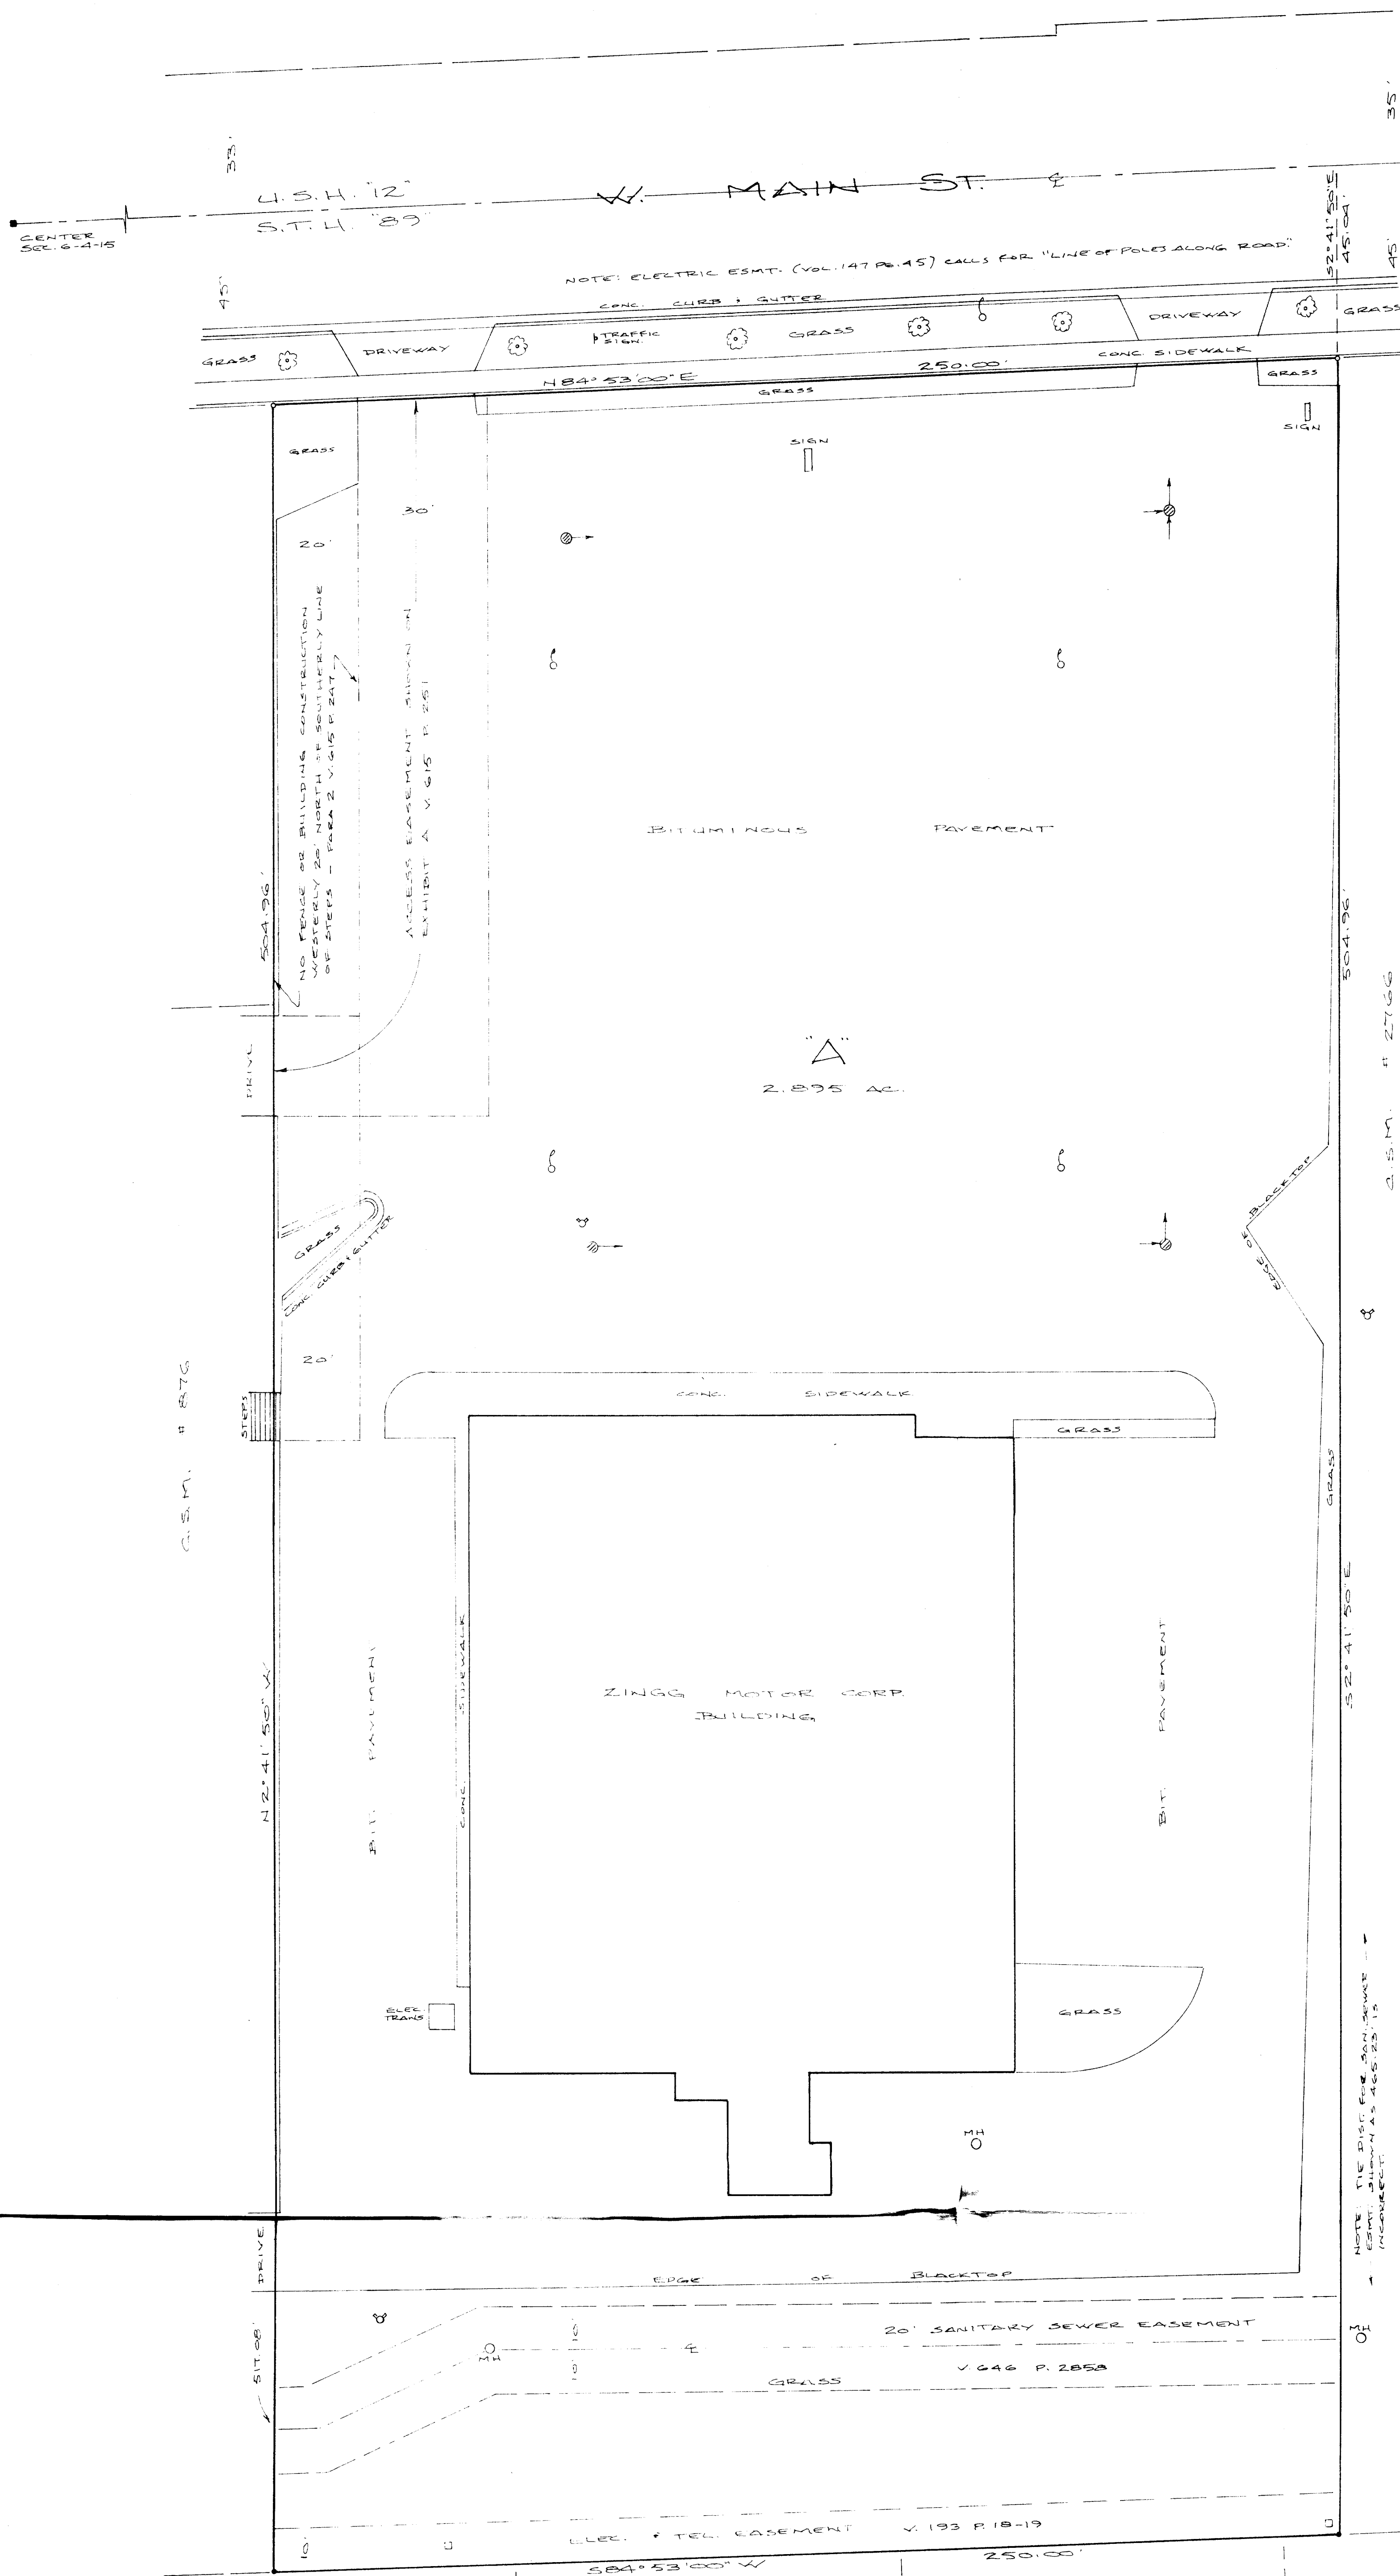 33'
35'
U.S.H. "12"
S.T.H. "89"
W. MAIN ST. ℄
CENTER
SEC. 6-4-15
S2°41'50"E
45.04'
45'
45'
NOTE: ELECTRIC ESMT. (VOL. 147 PG. 45) CALLS FOR "LINE OF POLES ALONG ROAD."
CONC. CURB & GUTTER
GRASS
DRIVEWAY
TRAFFIC
SIGN.
GRASS
DRIVEWAY
GRASS
CONC. SIDEWALK
N84°53'00"E
250.00'
GRASS
GRASS
GRASS
SIGN
SIGN
30'
20'
NO FENCE OR BUILDING CONSTRUCTION
WESTERLY 20' NORTH OF SOUTHERLY LINE
OF STEPS - PARA 2 V. 615 P. 247
ACCESS EASEMENT SHOWN ON
EXHIBIT A V. 615 P. 251
BITUMINOUS PAVEMENT
504.96'
504.96'
C.S.M. # 2766
DRIVE
"A"
2.895 AC.
GRASS
CONC. CURB & GUTTER
EDGE OF BLACKTOP
20'
C.S.M. # 876
STEPS
CONC. SIDEWALK
GRASS
GRASS
N2°41'50"W
BIT. PAVEMENT
CONC. SIDEWALK
ZINGG MOTOR CORP.
BUILDING
BIT. PAVEMENT
S2°41'50"E
ELEC.
TRANS
GRASS
MH
NOTE: TIE DIST. FOR SAN. SEWER
ESMT. SHOWN AS 465.23' IS
INCORRECT.
DRIVE
EDGE OF BLACKTOP
20' SANITARY SEWER EASEMENT
MH
℄
MH
V. 646 P. 2858
GRASS
517.08'
ELEC. & TEL. EASEMENT V. 193 P. 18-19
S84°53'00"W
250.00'